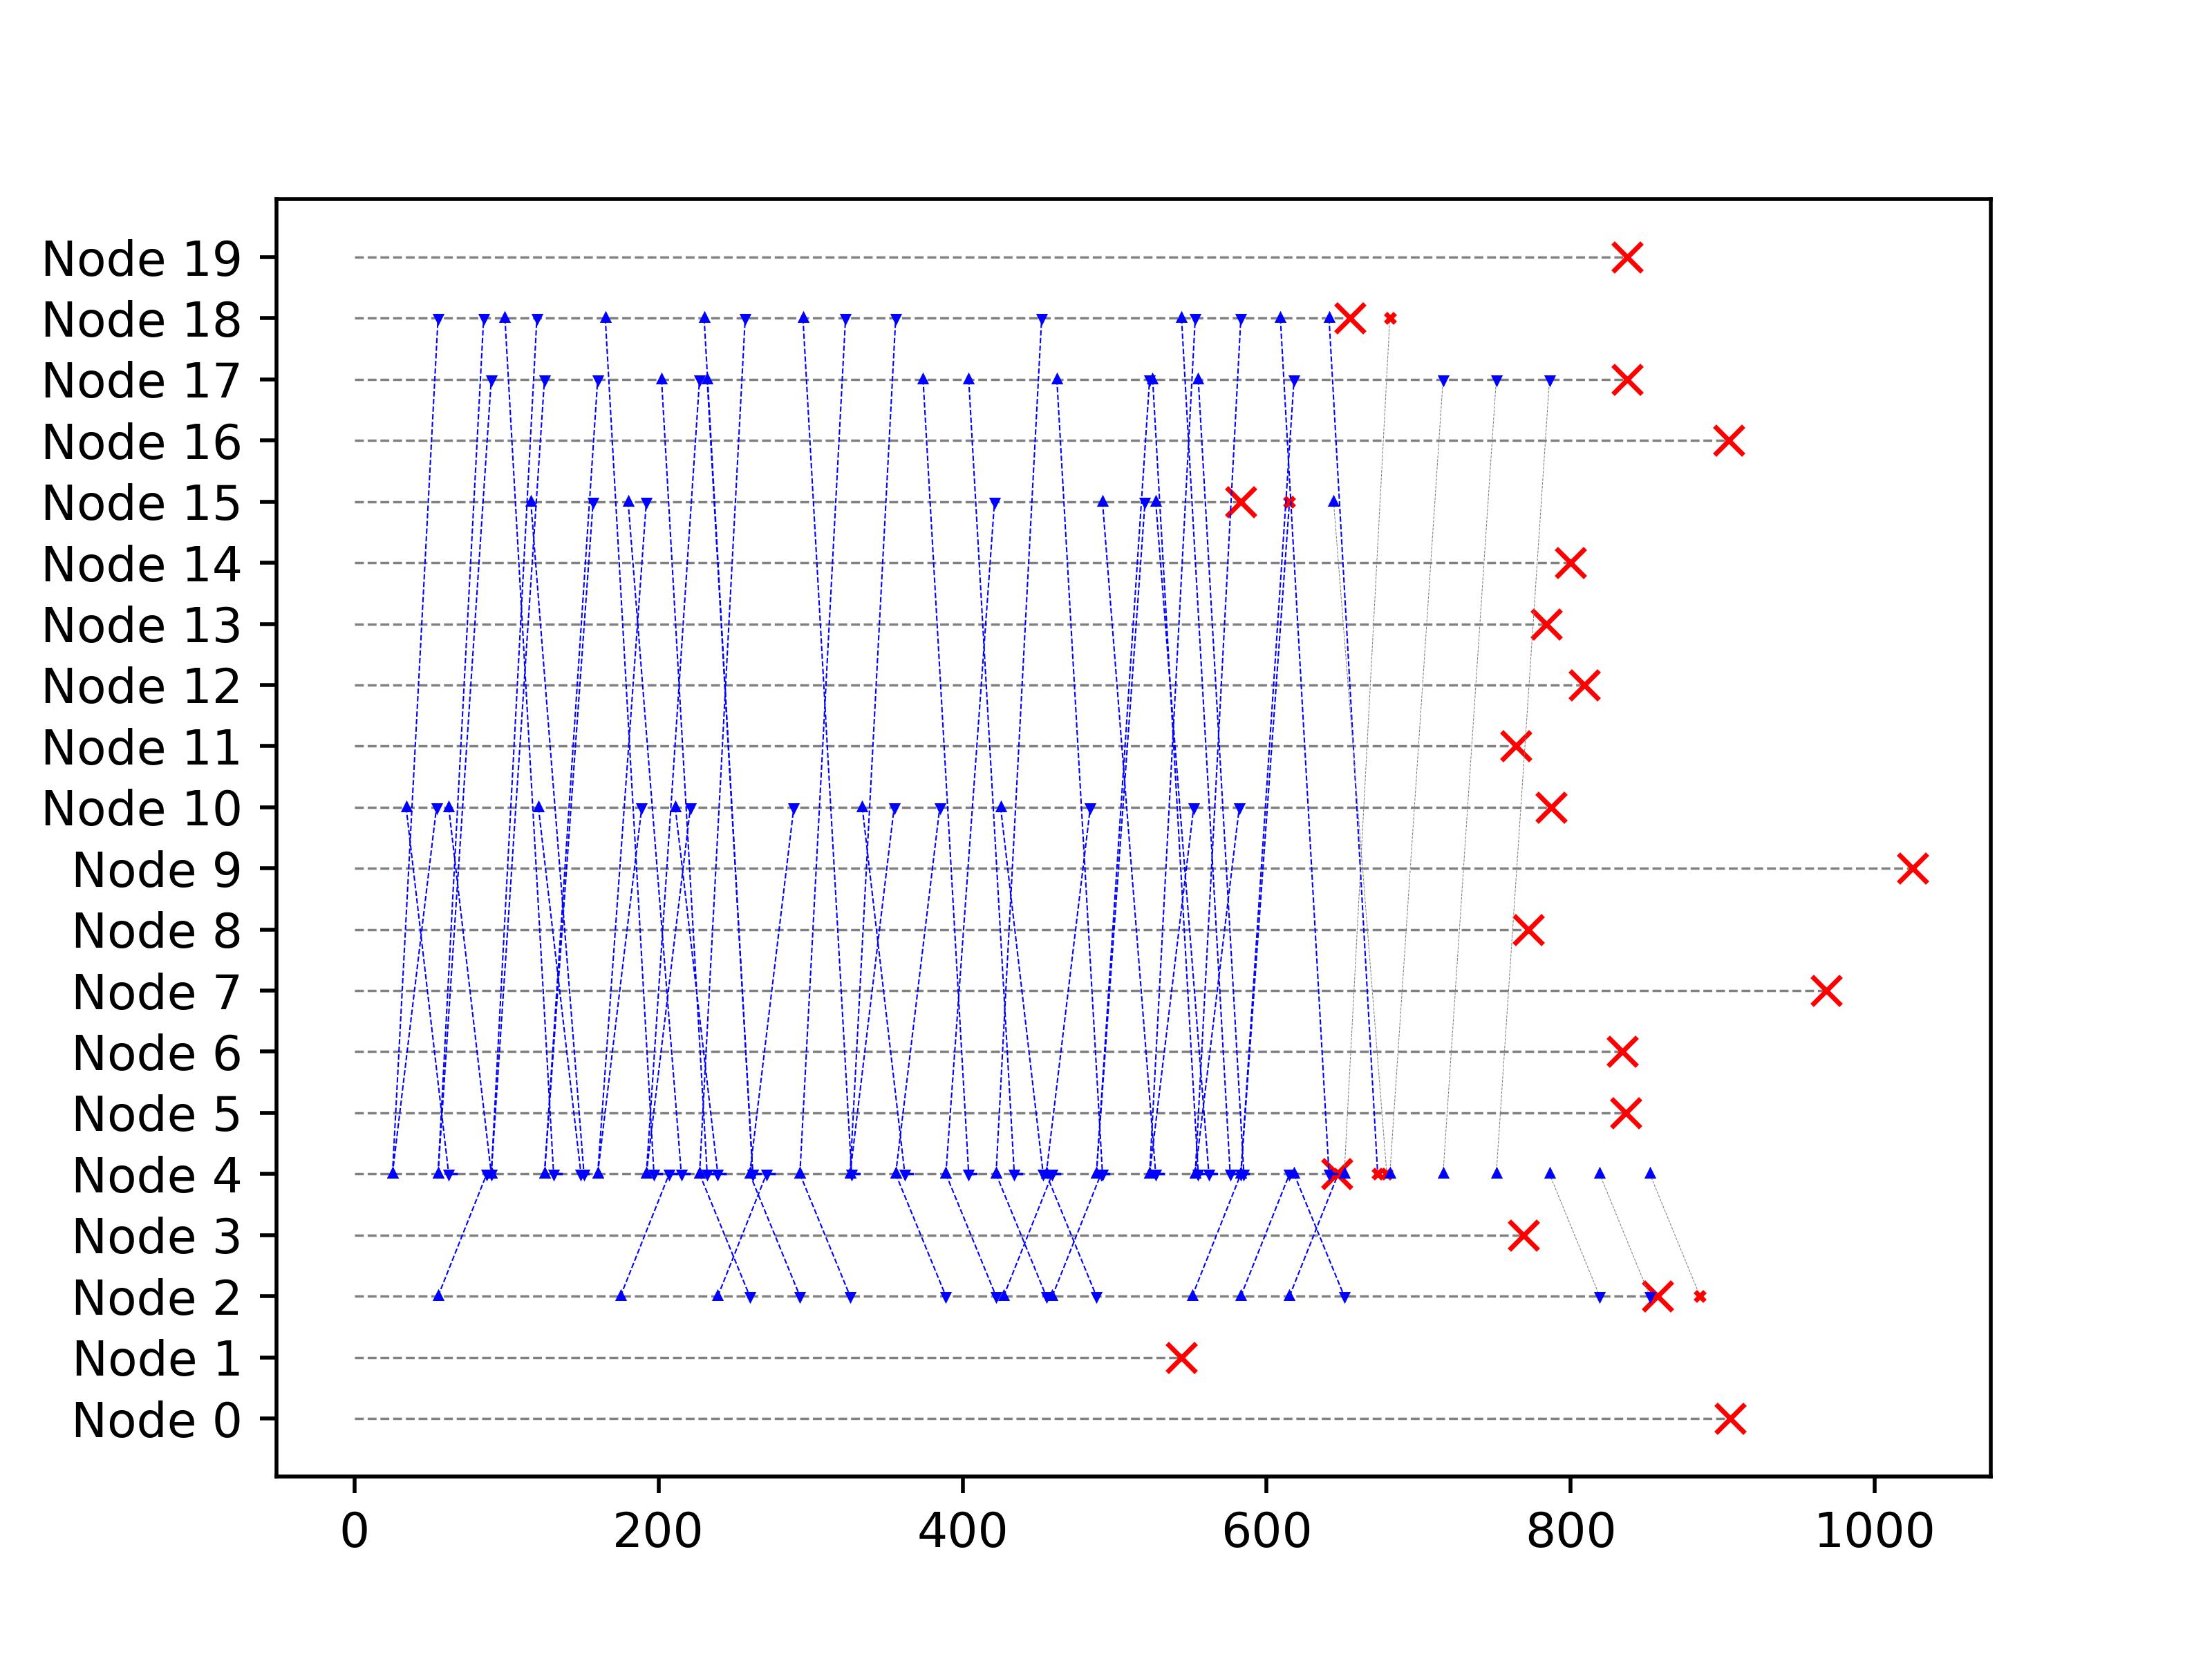 Node 19
Node 18
Node 17
Node 16
Node 15
Node 14
Node 13
Node 12
Node 11
Node 10
Node 9
Node 8
Node 7
Node 6
Node 5
Node 4
Node 3
Node 2
Node 1
Node 0
0 200 400 600 800 1000